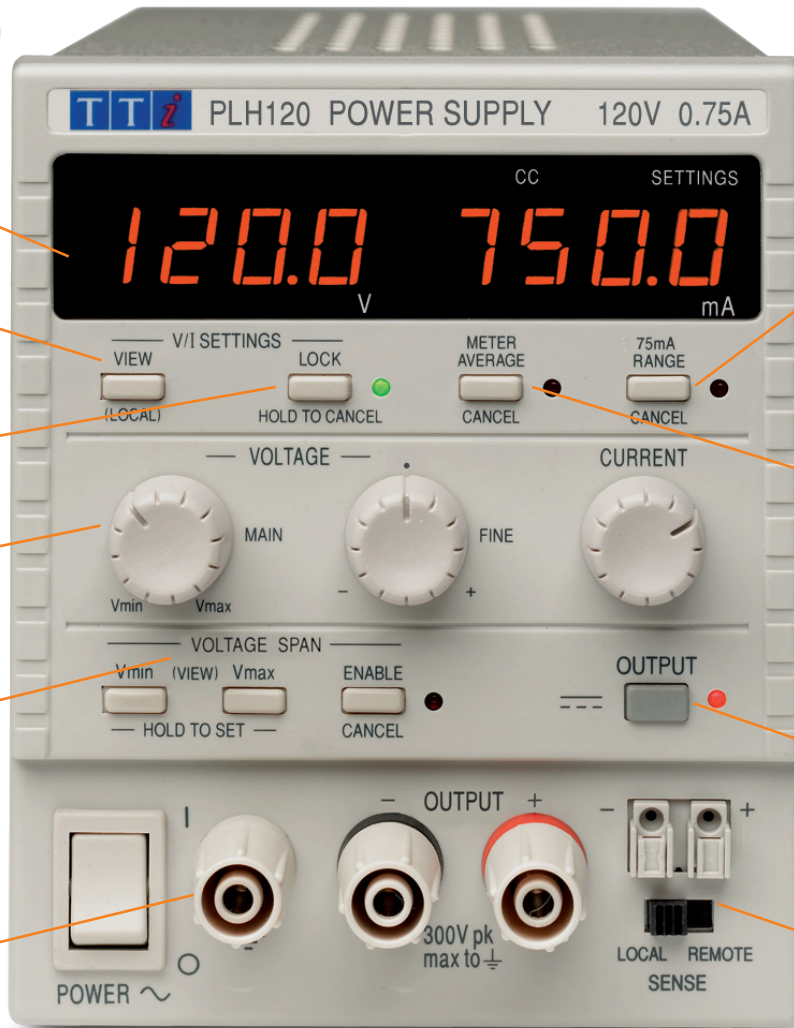 TTi PLH120 POWER SUPPLY 120V 0.75A
CC SETTINGS
120.0 750.0
V mA
V/I SETTINGS
VIEW LOCK METER AVERAGE 75mA RANGE
(LOCAL) HOLD TO CANCEL CANCEL CANCEL
VOLTAGE CURRENT
MAIN FINE
- +
Vmin Vmax
VOLTAGE SPAN
Vmin (VIEW) Vmax ENABLE OUTPUT
HOLD TO SET CANCEL
- OUTPUT + - +
I
300V pk
max to ⏚
O
LOCAL REMOTE
POWER ~ SENSE